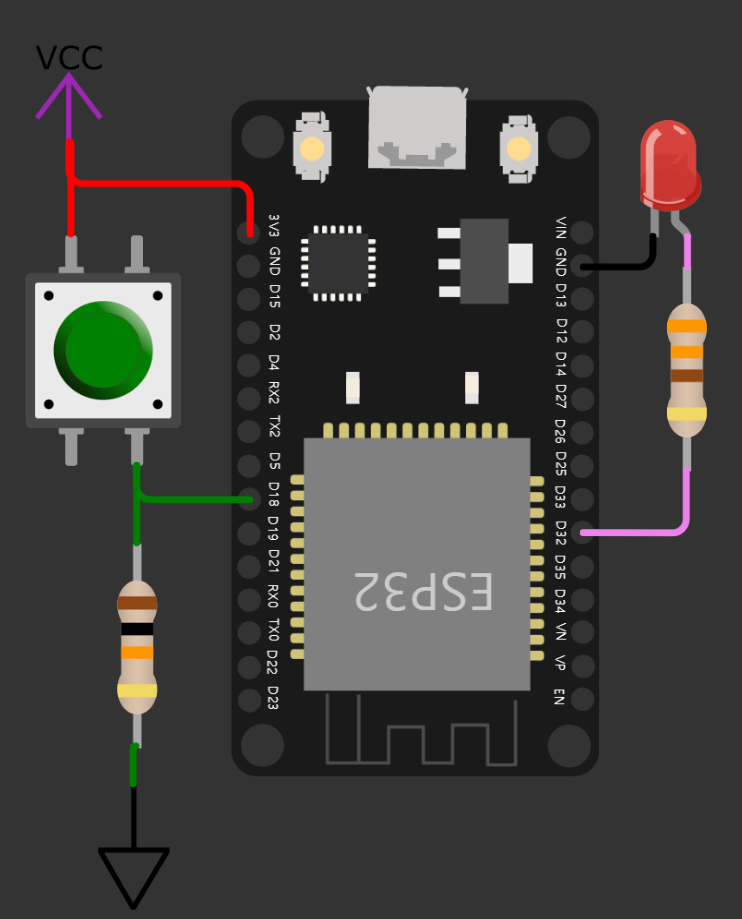 VCC
3V3
GND
D15
D2
D4
RX2
TX2
D5
D18
D19
D21
RX0
TX0
D22
D23
VIN
GND
D13
D12
D14
D27
D26
D25
D33
D32
D35
D34
VN
VP
EN
ESP32